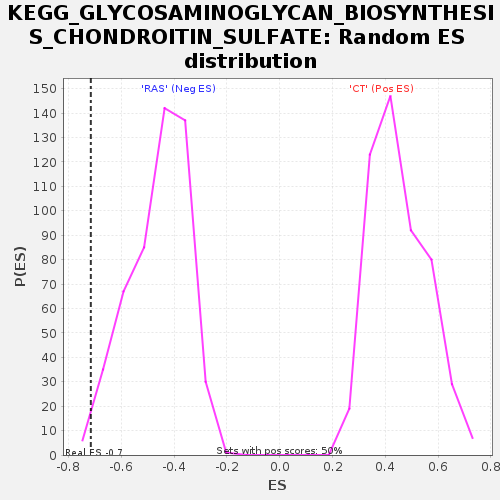 KEGG_GLYCOSAMINOGLYCAN_BIOSYNTHESI
S_CHONDROITIN_SULFATE: Random ES
distribution
'RAS' (Neg ES)
'CT' (Pos ES)
150
140
130
120
110
100
90
80
70
60
50
40
30
20
10
0
P(ES)
Real ES -0.7
Sets with pos scores: 50%
-0.8 -0.6 -0.4 -0.2 0.0 0.2 0.4 0.6 0.8
ES